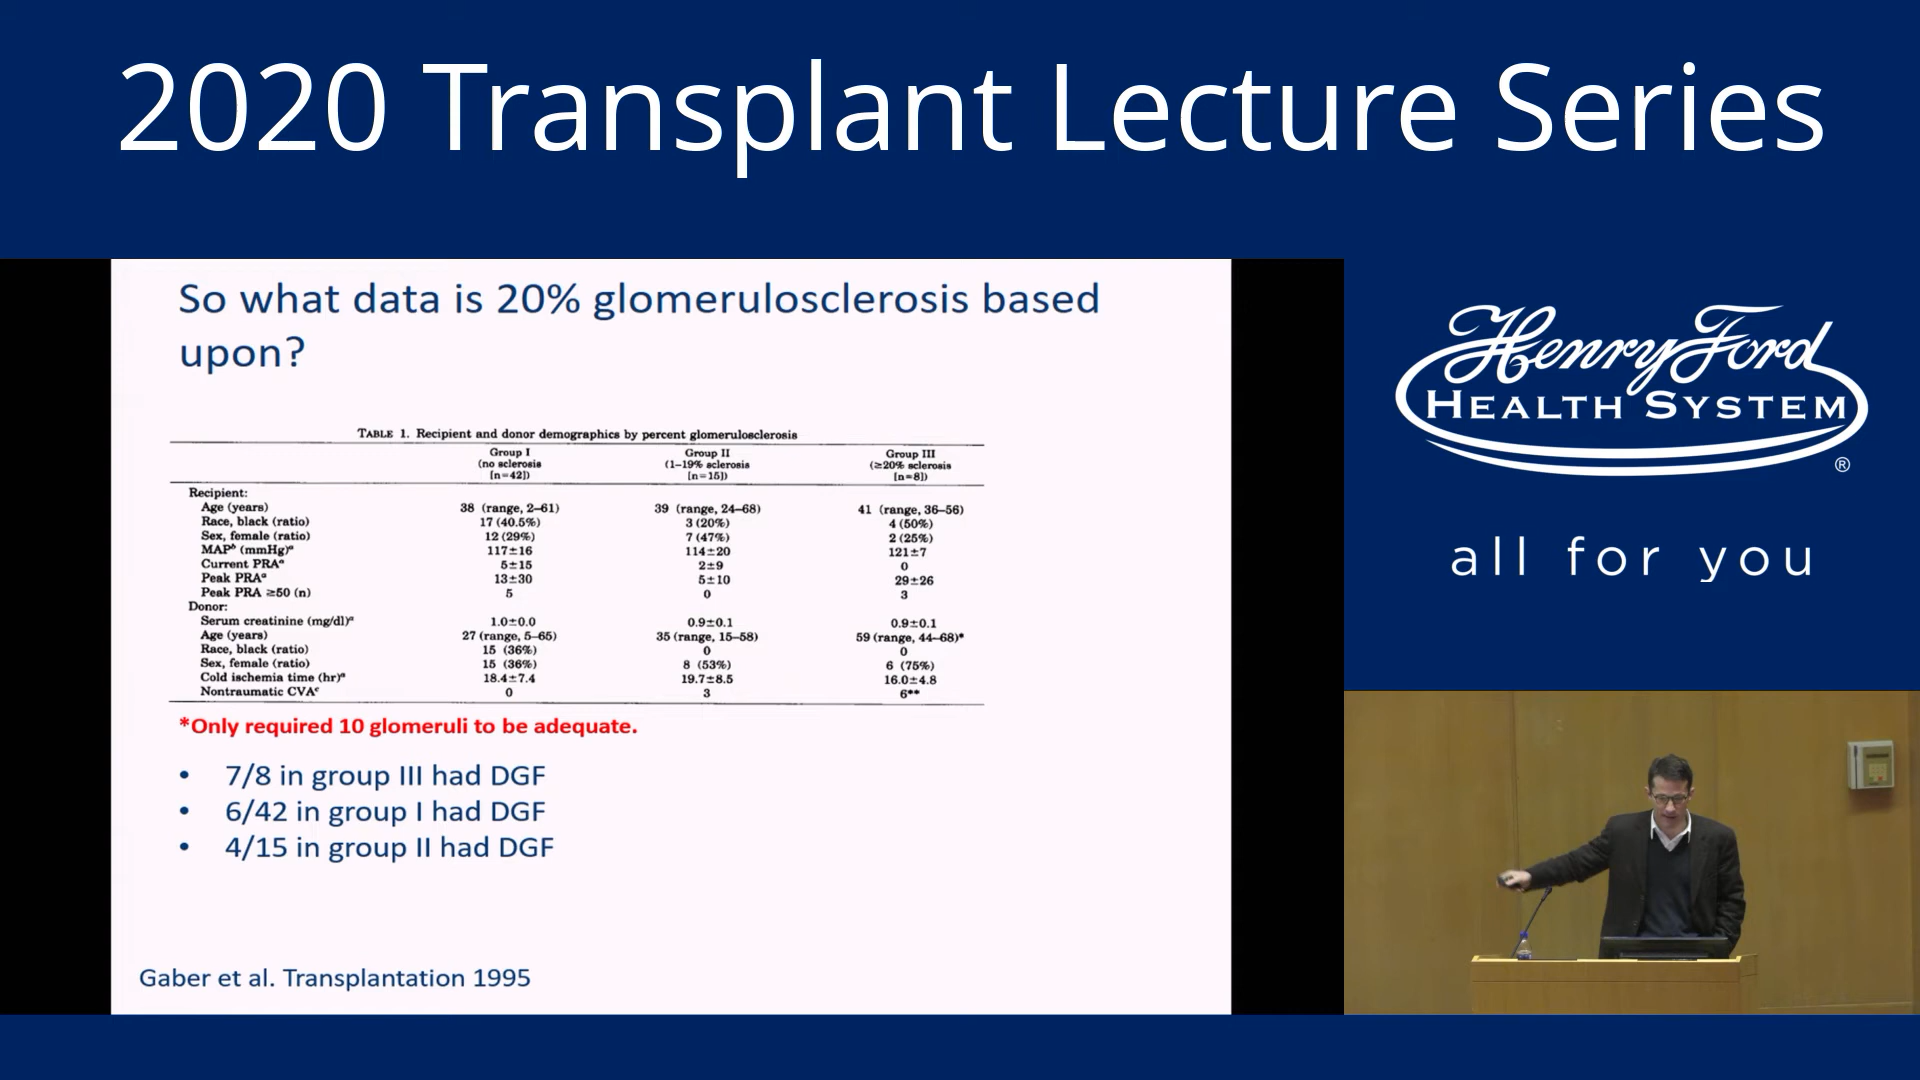 2020 Transplant Lecture Series
So what data is 20% glomerulosclerosis based
upon?
TABLE 1. Recipient and donor demographics by percent glomerulosclerosis
Group I Group II Group III
(no sclerosis (1–19% sclerosis (≥20% sclerosis
[n=42]) [n=15]) [n=8])
Recipient:
Age (years) 38 (range, 2–61) 39 (range, 24–68) 41 (range, 36–56)
Race, black (ratio) 17 (40.5%) 3 (20%) 4 (50%)
Sex, female (ratio) 12 (29%) 7 (47%) 2 (25%)
MAPᵇ (mmHg)ᵃ 117±16 114±20 121±7
Current PRAᵃ 5±15 2±9 0
Peak PRAᵃ 13±30 5±10 29±26
Peak PRA ≥50 (n) 5 0 3
Donor:
Serum creatinine (mg/dl)ᵃ 1.0±0.0 0.9±0.1 0.9±0.1
Age (years) 27 (range, 5–65) 35 (range, 15–58) 59 (range, 44–68)*
Race, black (ratio) 15 (36%) 0 0
Sex, female (ratio) 15 (36%) 8 (53%) 6 (75%)
Cold ischemia time (hr)ᵃ 18.4±7.4 19.7±8.5 16.0±4.8
Nontraumatic CVAᶜ 0 3 6**
*Only required 10 glomeruli to be adequate.
• 7/8 in group III had DGF
• 6/42 in group I had DGF
• 4/15 in group II had DGF
Gaber et al. Transplantation 1995
Henry Ford
HEALTH SYSTEM
®
all for you